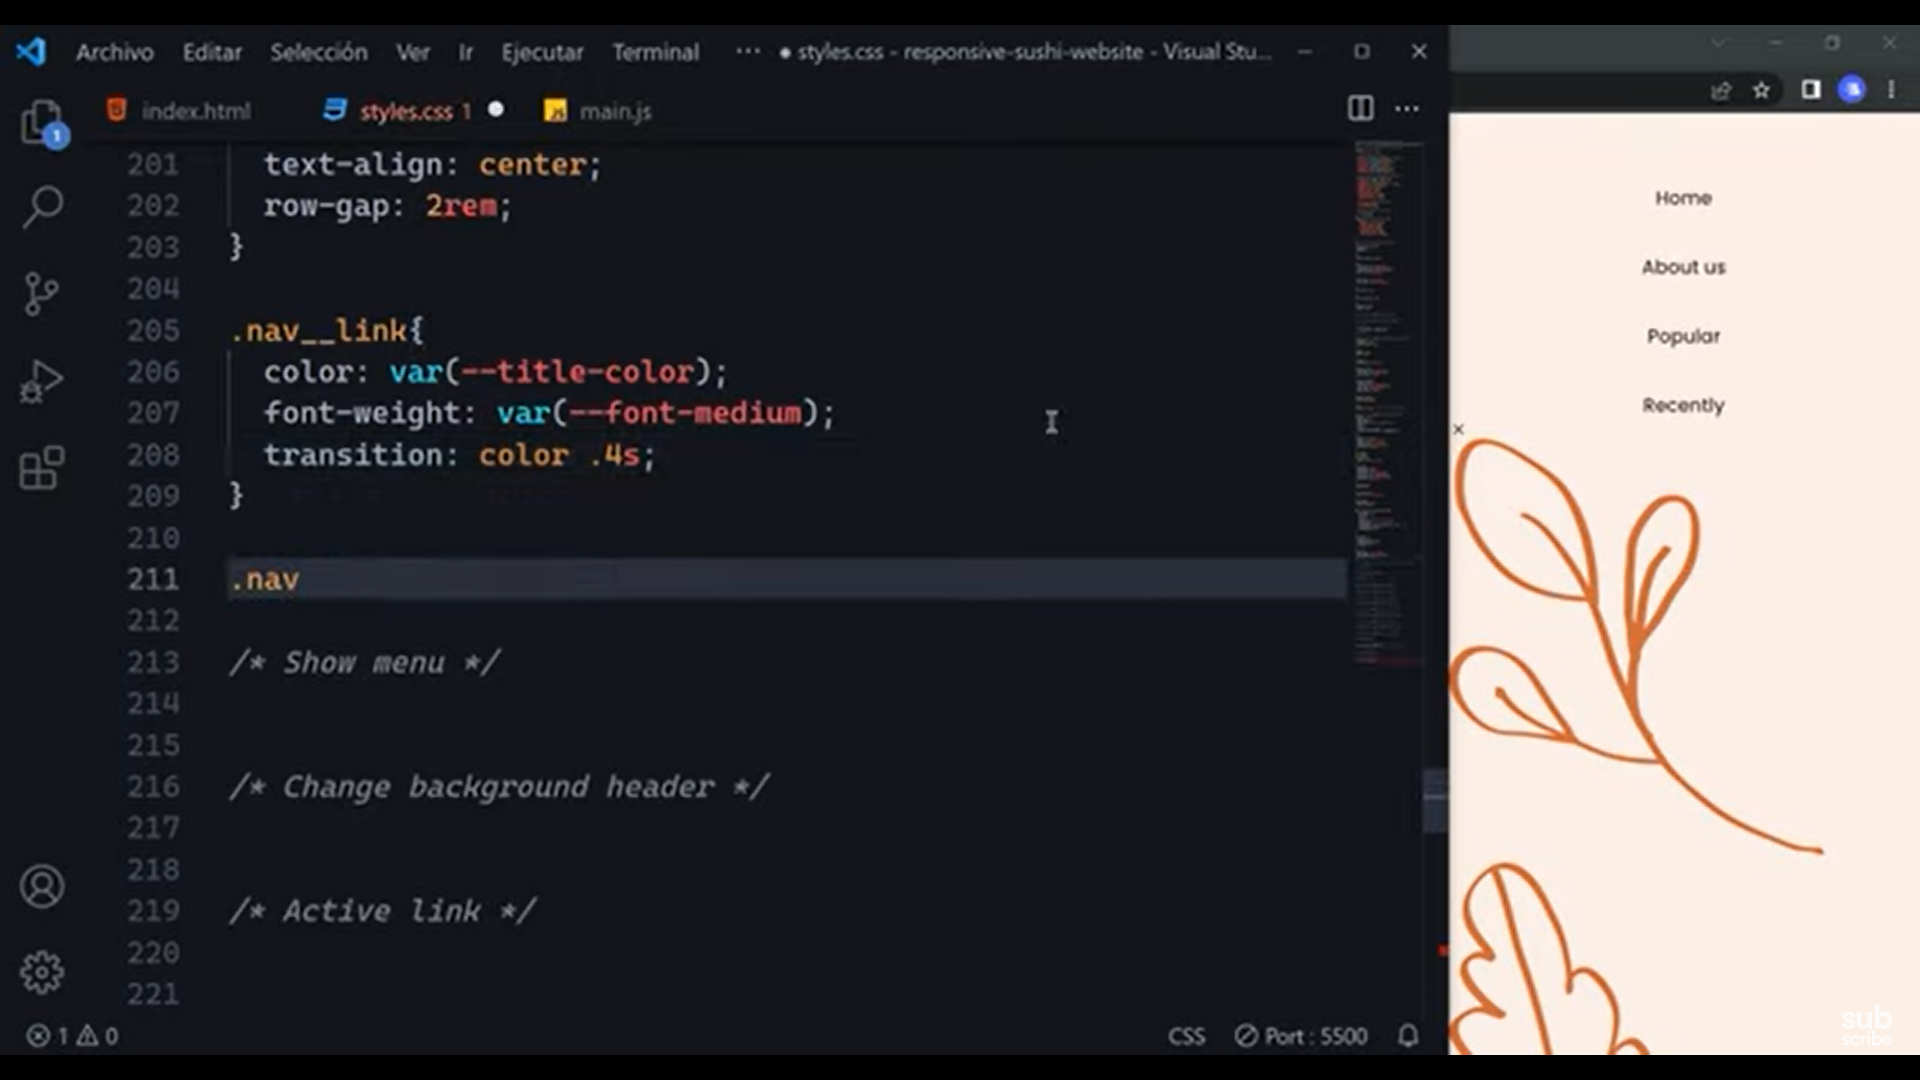 Archivo Editar Selección Ver Ir Ejecutar Terminal ··· ● styles.css - responsive-sushi-website - Visual Stu...
index.html styles.css 1 main.js
201 text-align: center;
202 row-gap: 2rem;
203 }
204
205 .nav__link{
206 color: var(--title-color);
207 font-weight: var(--font-medium);
208 transition: color .4s;
209 }
210
211 .nav
212
213 /* Show menu */
214
215
216 /* Change background header */
217
218
219 /* Active link */
220
221
1 0 CSS Port : 5500
1
Home
About us
Popular
Recently
sub
scribe